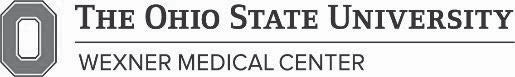 THE OHIO STATE UNIVERSITY
WEXNER MEDICAL CENTER